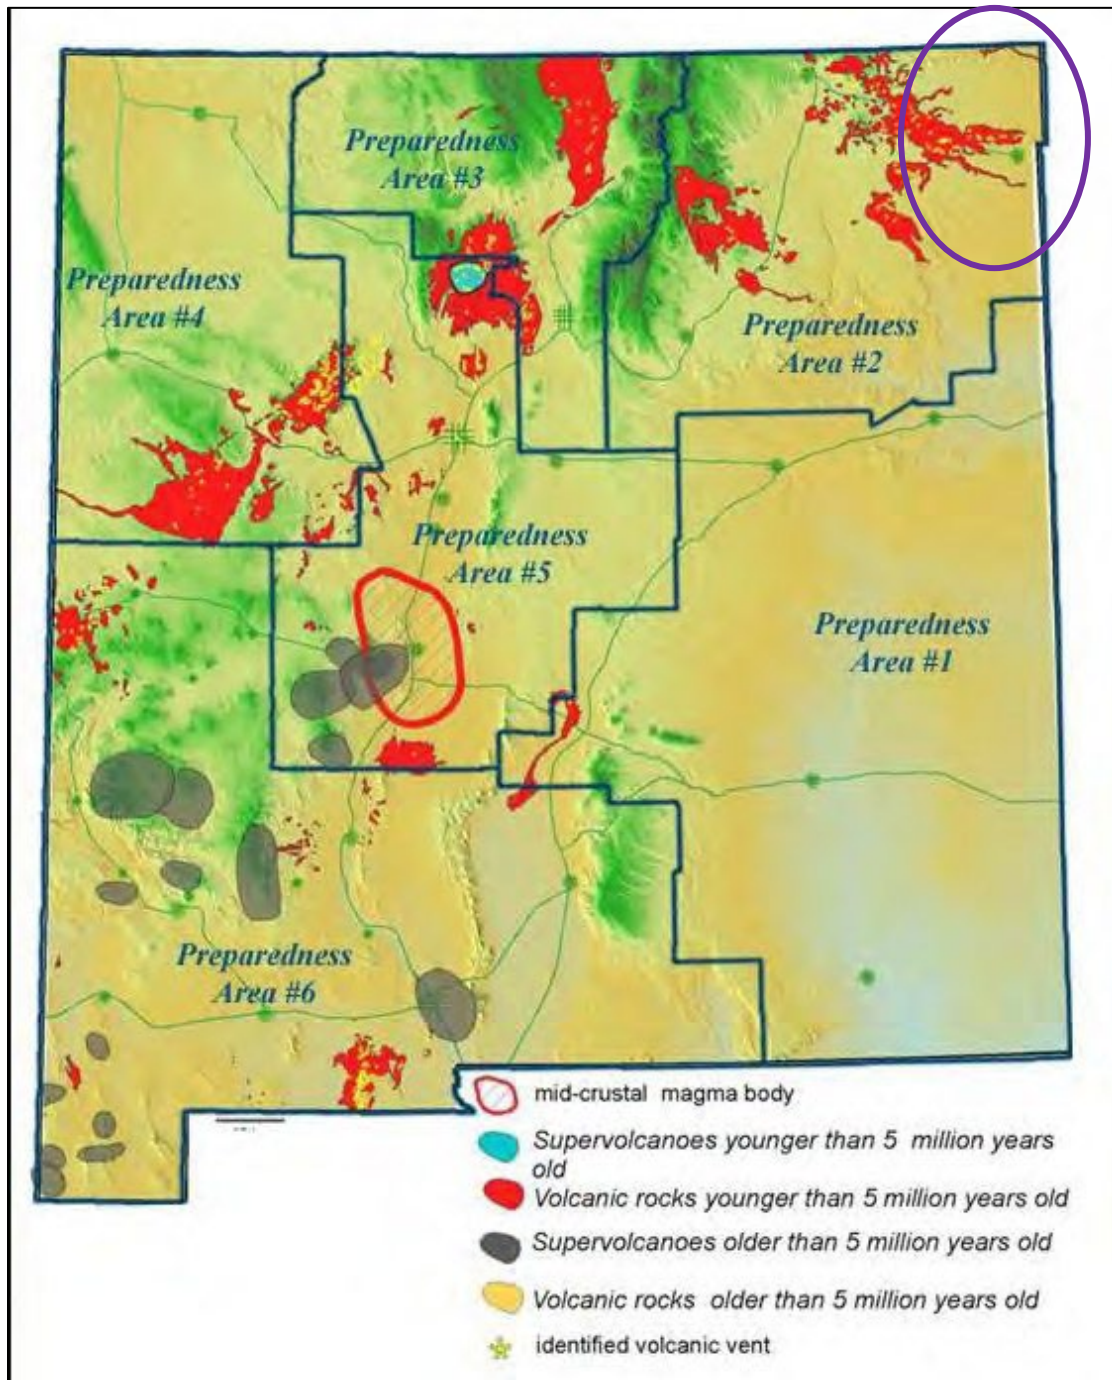 Preparedness
Area #3
Preparedness
Area #4
Preparedness
Area #2
Preparedness
Area #5
Preparedness
Area #1
Preparedness
Area #6
mid-crustal magma body
Supervolcanoes younger than 5 million years
old
Volcanic rocks younger than 5 million years old
Supervolcanoes older than 5 million years old
Volcanic rocks older than 5 million years old
identified volcanic vent